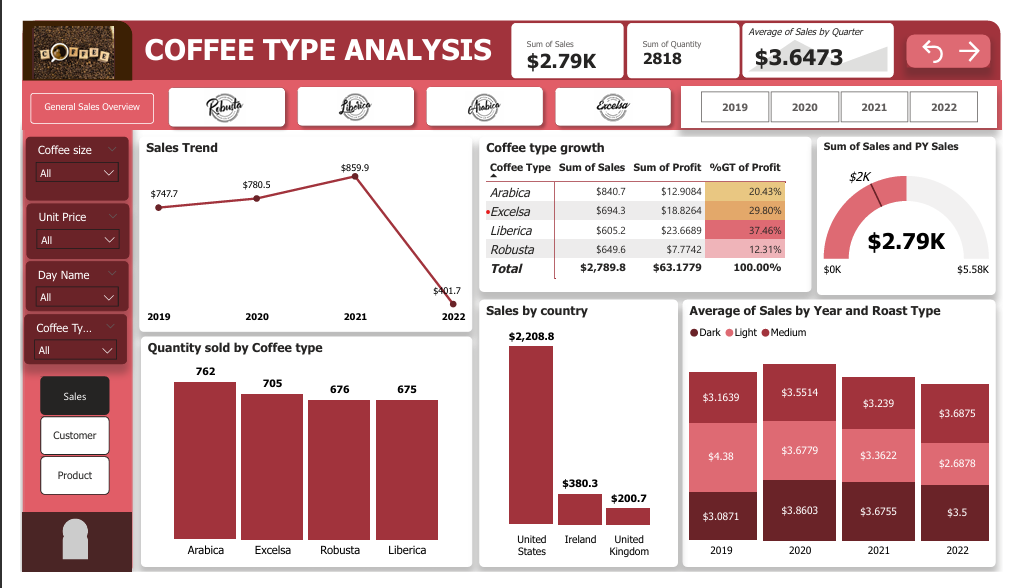 COFFEE
COFFEE TYPE ANALYSIS
Sum of Sales
$2.79K
Sum of Quantity
2818
Average of Sales by Quarter
$3.6473
General Sales Overview
Robusta
Liberica
Arabica
Excelsa
2019
2020
2021
2022
Coffee size
All
Unit Price
All
Day Name
All
Coffee Ty...
All
Sales
Customer
Product
Sales Trend
$747.7
$780.5
$859.9
$401.7
2019
2020
2021
2022
Quantity sold by Coffee type
762
705
676
675
Arabica
Excelsa
Robusta
Liberica
Coffee type growth
Coffee Type Sum of Sales Sum of Profit %GT of Profit
Arabica $840.7 $12.9084 20.43%
Excelsa $694.3 $18.8264 29.80%
Liberica $605.2 $23.6689 37.46%
Robusta $649.6 $7.7742 12.31%
Total $2,789.8 $63.1779 100.00%
Sum of Sales and PY Sales
$2K
$2.79K
$0K
$5.58K
Sales by country
$2,208.8
$380.3
$200.7
United
States
Ireland
United
Kingdom
Average of Sales by Year and Roast Type
Dark Light Medium
$3.1639
$3.5514
$3.239
$3.6875
$4.38
$3.6779
$3.3622
$2.6878
$3.0871
$3.8603
$3.6755
$3.5
2019
2020
2021
2022